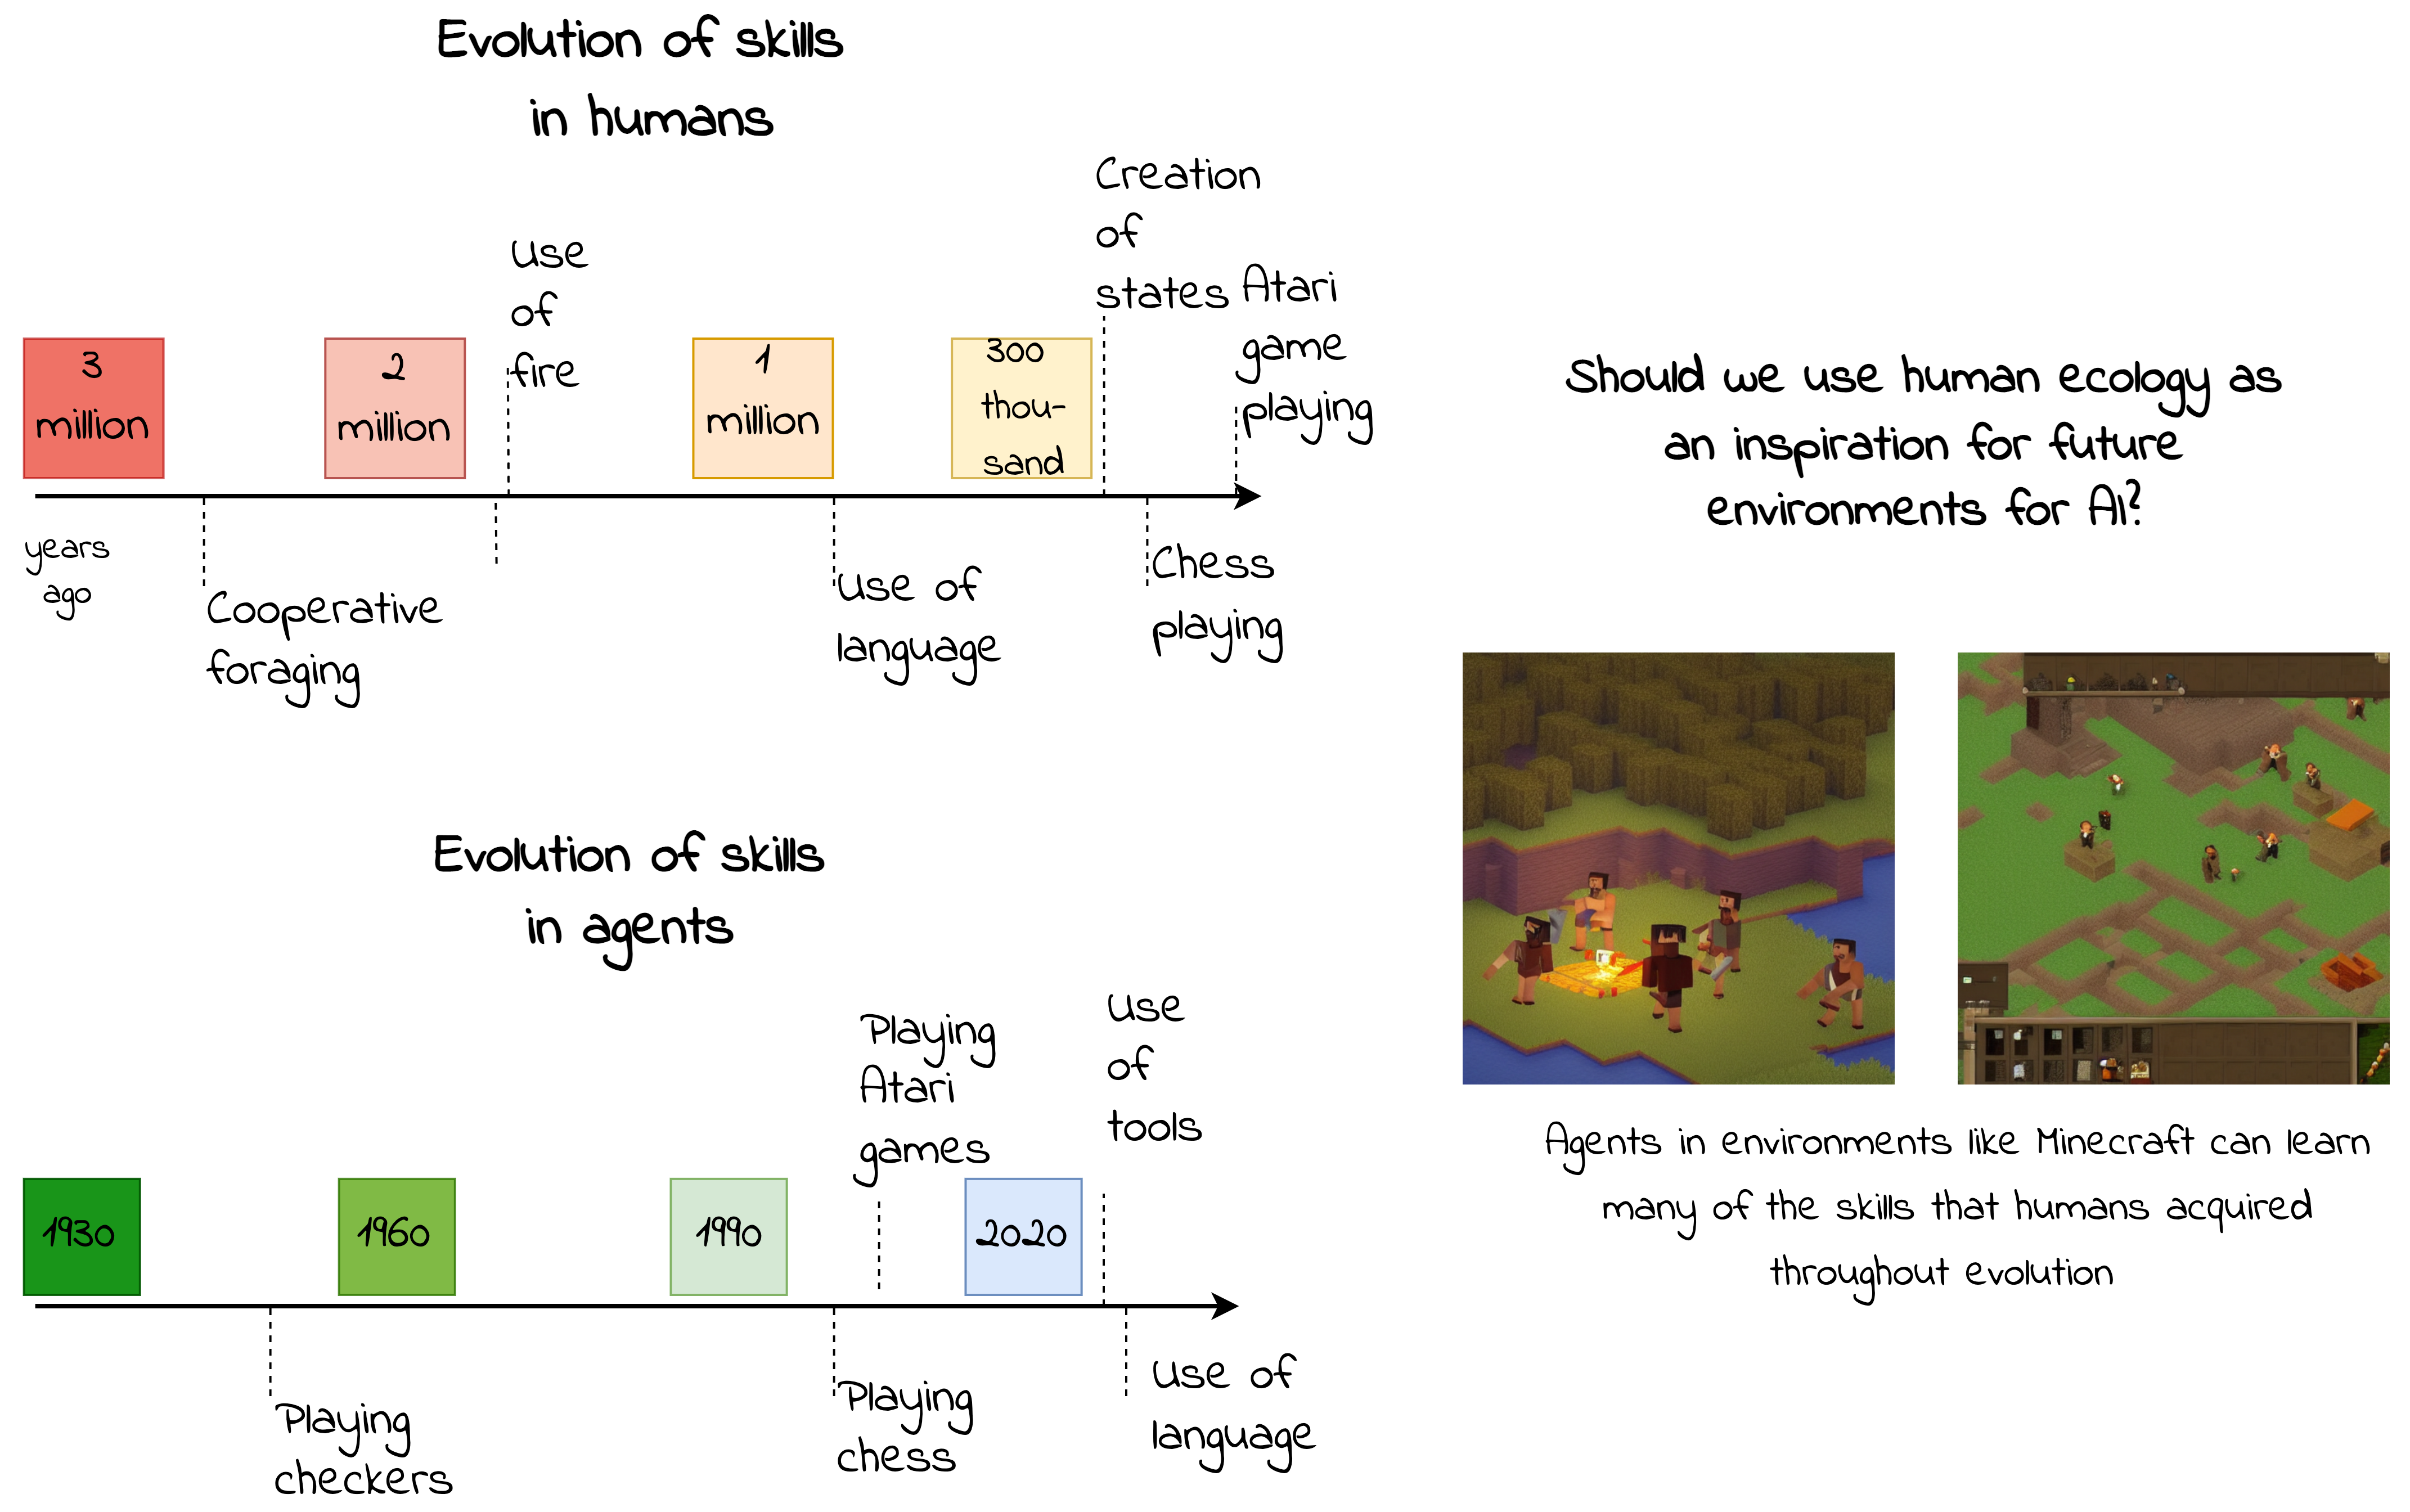 Evolution of skills
in humans
Creation
of
states
Use
of
fire
Atari
game
playing
3
million
2
million
1
million
300
thou-
sand
years
ago
Cooperative
foraging
Use of
language
Chess
playing
Evolution of skills
in agents
Playing
Atari
games
Use
of
tools
1930
1960
1990
2020
Playing
checkers
Playing
chess
Use of
language
Should we use human ecology as
an inspiration for future
environments for AI?
Agents in environments like Minecraft can learn
many of the skills that humans acquired
throughout evolution